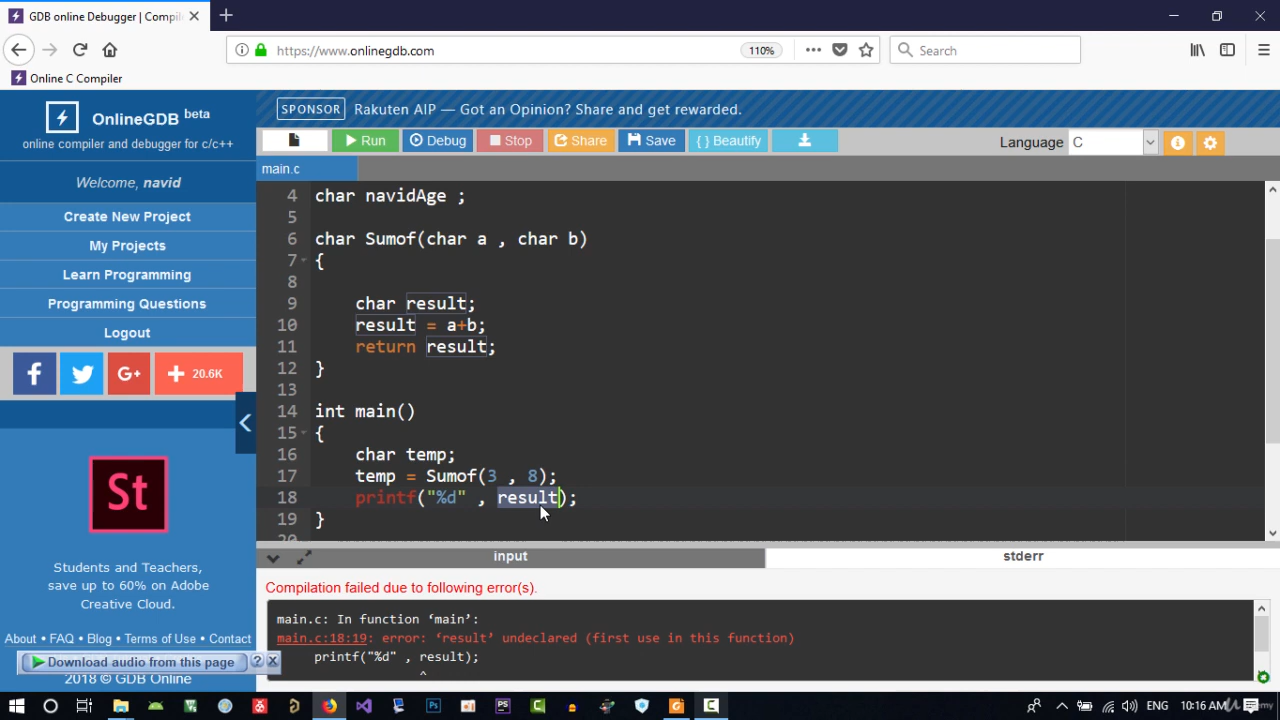 GDB online Debugger | Compile
https://www.onlinegdb.com
110%
Search
Online C Compiler
OnlineGDB beta
online compiler and debugger for c/c++
SPONSOR Rakuten AIP — Got an Opinion? Share and get rewarded.
Run Debug Stop Share Save { } Beautify
Language C
Welcome, navid
main.c
Create New Project
My Projects
Learn Programming
Programming Questions
Logout
20.6K
St
Students and Teachers,
save up to 60% on Adobe
Creative Cloud.
About • FAQ • Blog • Terms of Use • Contact
Download audio from this page
2018 © GDB Online
4 char navidAge ;
5
6 char Sumof(char a , char b)
7 {
8
9 char result;
10 result = a+b;
11 return result;
12 }
13
14 int main()
15 {
16 char temp;
17 temp = Sumof(3 , 8);
18 printf("%d" , result);
19 }
20
input stderr
Compilation failed due to following error(s).
main.c: In function ‘main’:
main.c:18:19: error: ‘result’ undeclared (first use in this function)
printf("%d" , result);
^
ENG 10:16 AM